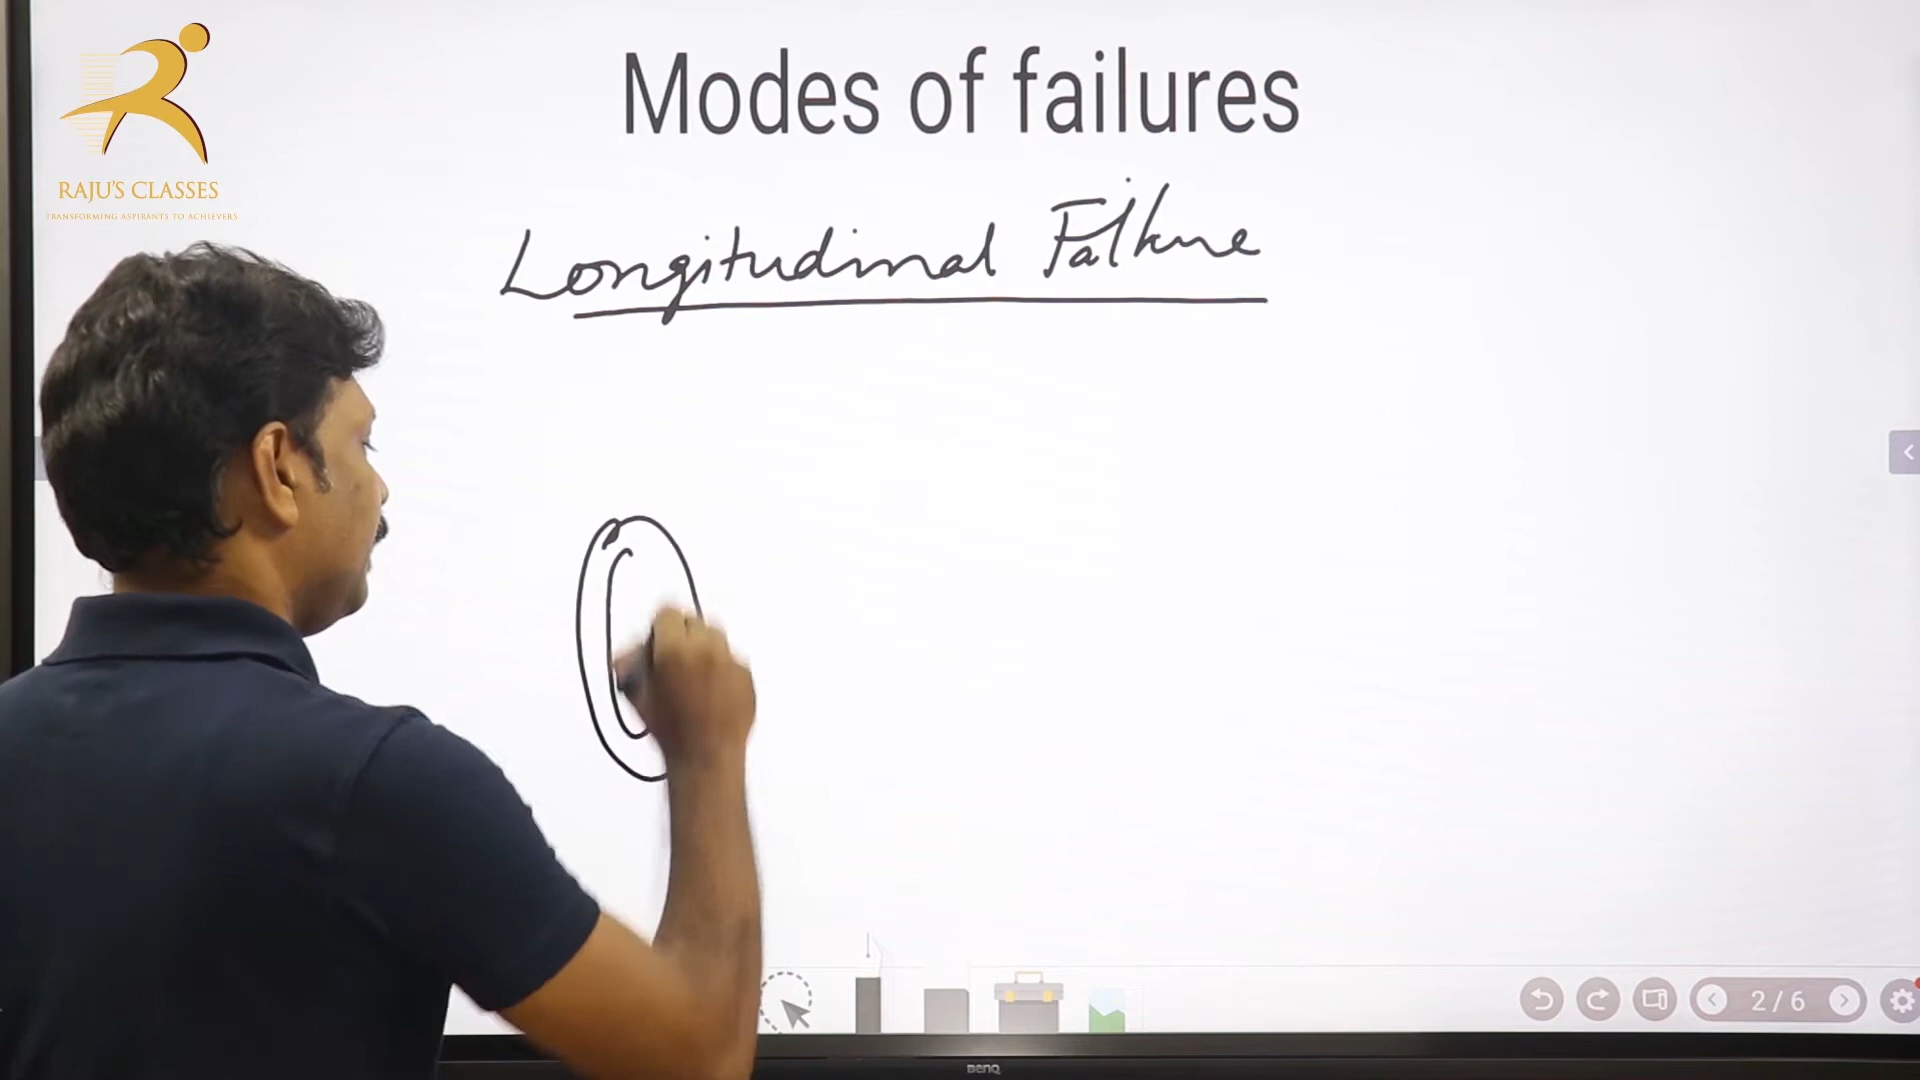 RAJU'S CLASSES
TRANSFORMING ASPIRANTS TO ACHIEVERS
Modes of failures
Longitudinal Failure
2/6
BenQ